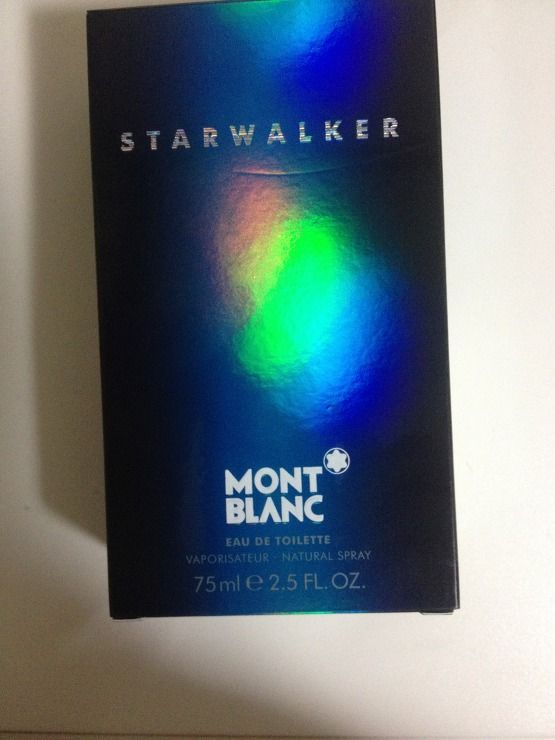 STARWALKER
MONT
BLANC
EAU DE TOILETTE
VAPORISATEUR · NATURAL SPRAY
75ml ℮ 2.5 FL.OZ.